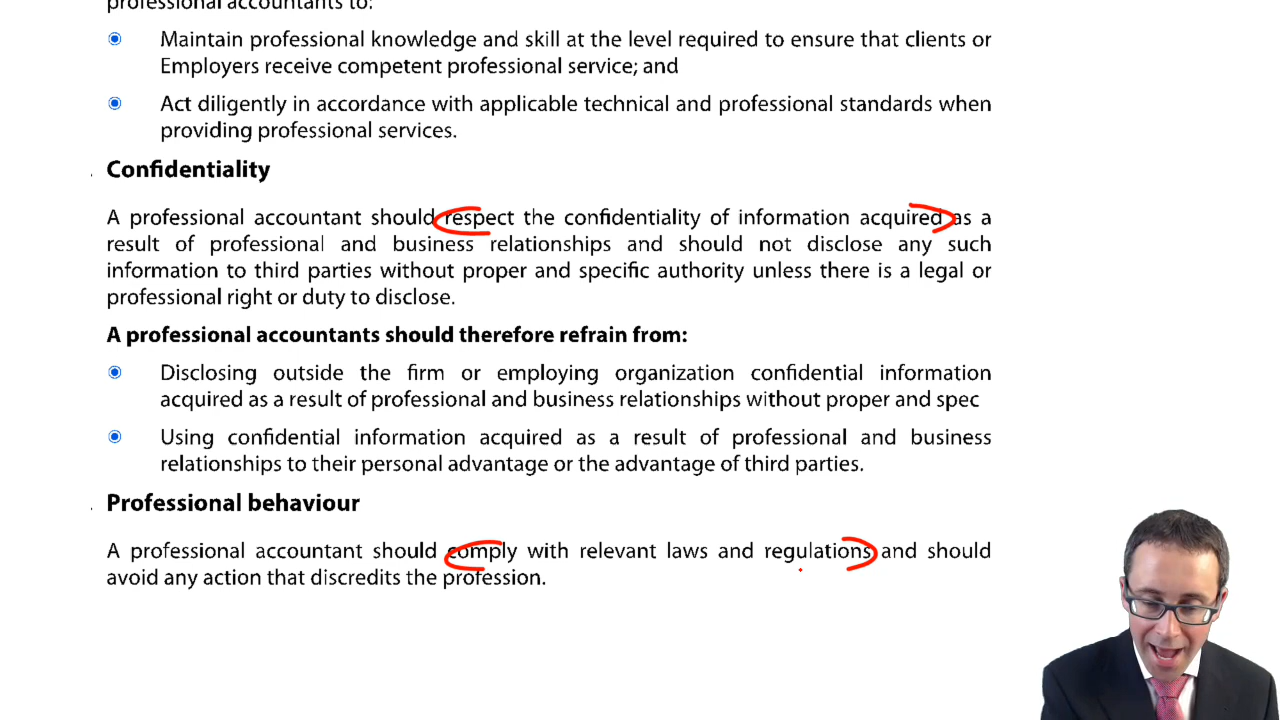 professional accountants to:
Maintain professional knowledge and skill at the level required to ensure that clients or
Employers receive competent professional service; and
Act diligently in accordance with applicable technical and professional standards when
providing professional services.
Confidentiality
A professional accountant should respect the confidentiality of information acquired as a
result of professional and business relationships and should not disclose any such
information to third parties without proper and specific authority unless there is a legal or
professional right or duty to disclose.
A professional accountants should therefore refrain from:
Disclosing outside the firm or employing organization confidential information
acquired as a result of professional and business relationships without proper and spec
Using confidential information acquired as a result of professional and business
relationships to their personal advantage or the advantage of third parties.
Professional behaviour
A professional accountant should comply with relevant laws and regulations and should
avoid any action that discredits the profession.